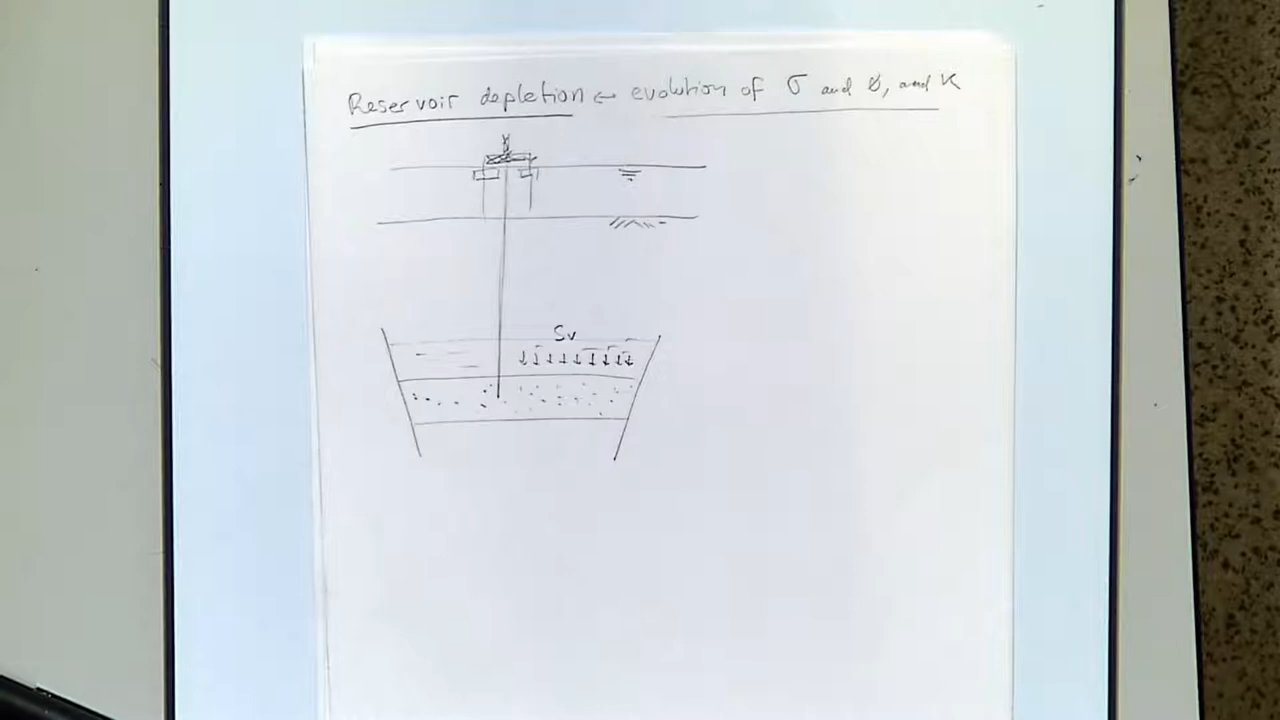 Reservoir depletion ↩ evolution of σ and ϕ, and k
Sv